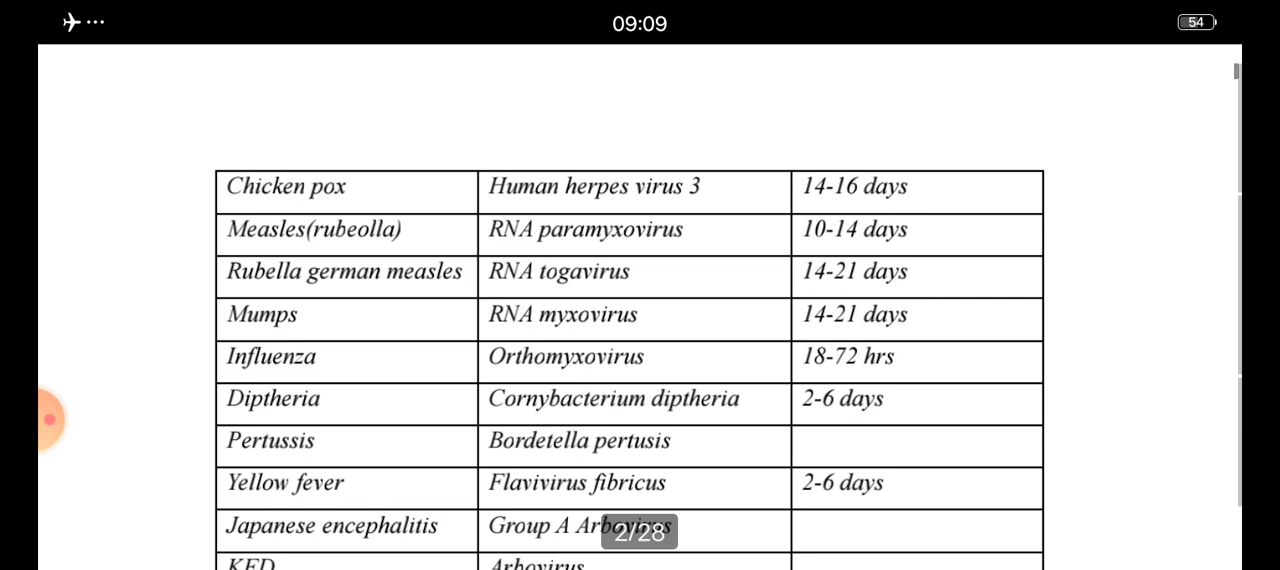 09:09
54
Chicken pox Human herpes virus 3 14-16 days
Measles(rubeolla) RNA paramyxovirus 10-14 days
Rubella german measles RNA togavirus 14-21 days
Mumps RNA myxovirus 14-21 days
Influenza Orthomyxovirus 18-72 hrs
Diptheria Cornybacterium diptheria 2-6 days
Pertussis Bordetella pertusis
Yellow fever Flavivirus fibricus 2-6 days
Japanese encephalitis Group A Arbovirus
2/28
Arbovirus